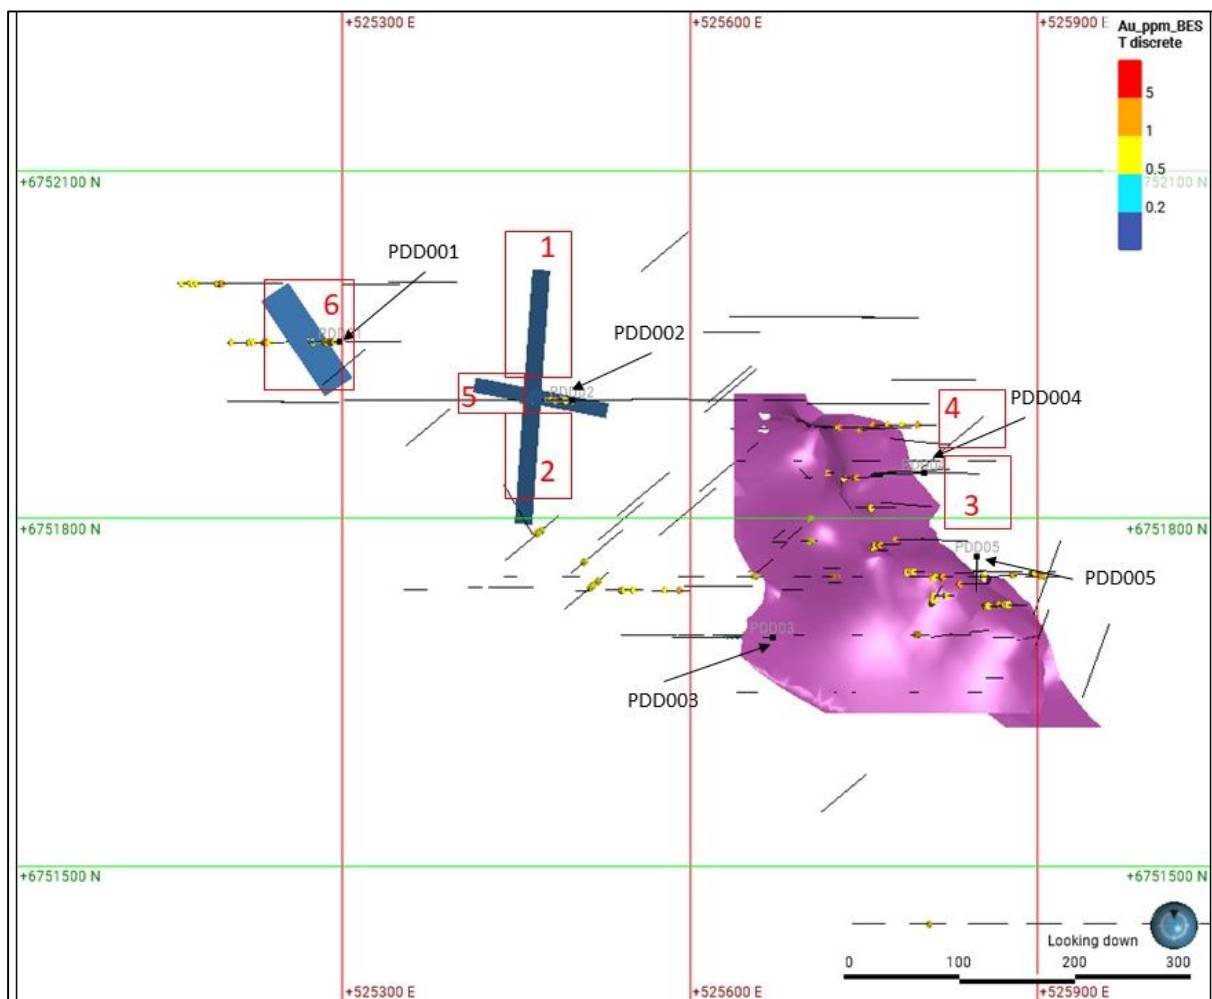 +525300 E
+525600 E
+525900 E
Au_ppm_BES
T discrete
5
1
0.5
0.2
+6752100 N
752100 N
1
PDD001
6
PDD002
PDD02
5
4
PDD004
2
3
+6751800 N
+6751800 N
PDD05
PDD005
PDD03
PDD003
+6751500 N
+6751500 N
Looking down
0
100
200
300
+525300 E
+525600 E
+525900 E